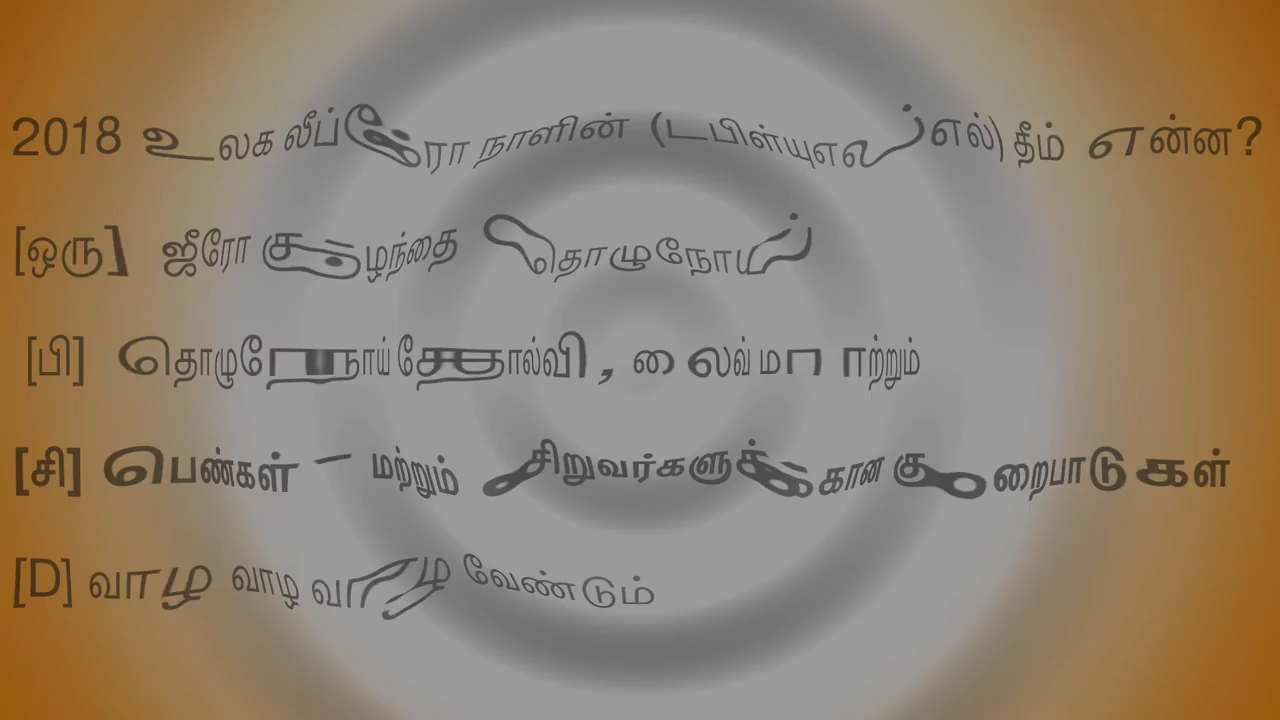 2018 உலக லீப்ரோ நாளின் (டபிள்யுஎல்எல்) தீம் என்ன?
[ஒரு] ஜீரோ குழந்தை தொழுநோய்
[பி] தொழுநோய் தோல்வி, லைவ் மாற்றும்
[சி] பெண்கள் - மற்றும் சிறுவர்களுக்கான குறைபாடுகள்
[D] வாழ வாழ வாழ வேண்டும்